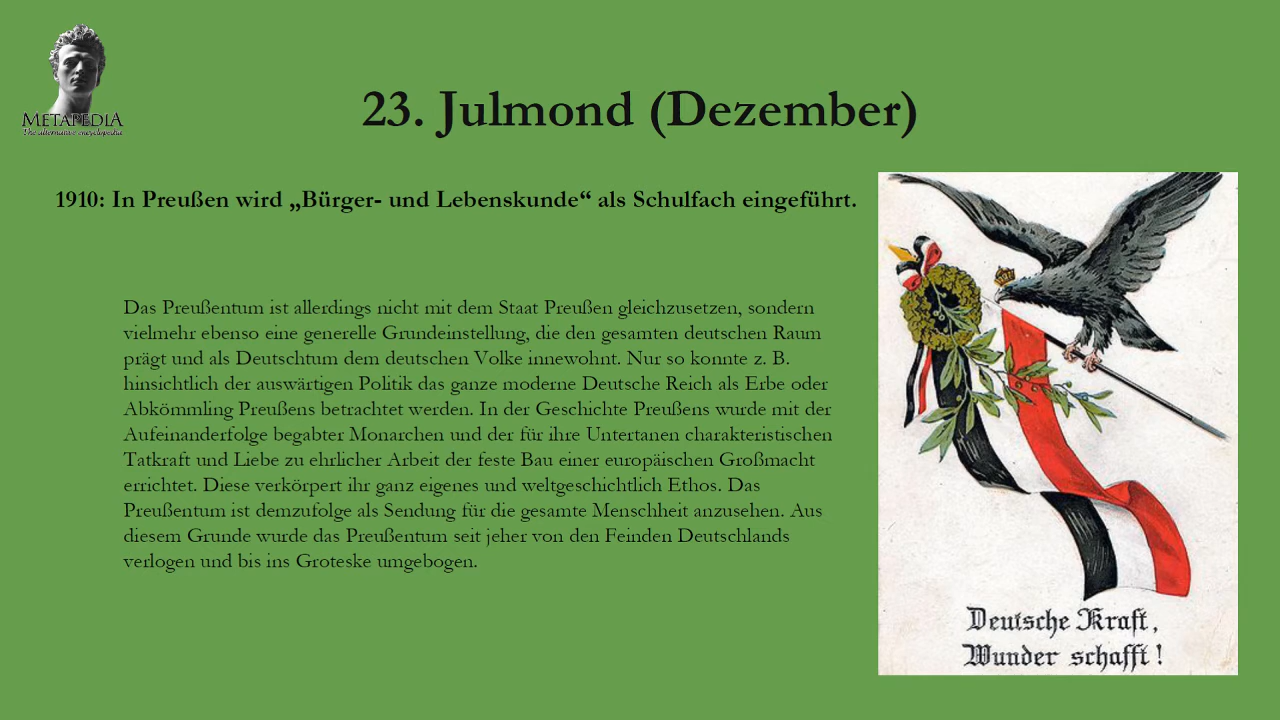 METAPEDIA
The alternative encyclopedia
23. Julmond (Dezember)
1910: In Preußen wird „Bürger- und Lebenskunde“ als Schulfach eingeführt.
Das Preußentum ist allerdings nicht mit dem Staat Preußen gleichzusetzen, sondern
vielmehr ebenso eine generelle Grundeinstellung, die den gesamten deutschen Raum
prägt und als Deutschtum dem deutschen Volke innewohnt. Nur so konnte z. B.
hinsichtlich der auswärtigen Politik das ganze moderne Deutsche Reich als Erbe oder
Abkömmling Preußens betrachtet werden. In der Geschichte Preußens wurde mit der
Aufeinanderfolge begabter Monarchen und der für ihre Untertanen charakteristischen
Tatkraft und Liebe zu ehrlicher Arbeit der feste Bau einer europäischen Großmacht
errichtet. Diese verkörpert ihr ganz eigenes und weltgeschichtlich Ethos. Das
Preußentum ist demzufolge als Sendung für die gesamte Menschheit anzusehen. Aus
diesem Grunde wurde das Preußentum seit jeher von den Feinden Deutschlands
verlogen und bis ins Groteske umgebogen.
Deutsche Kraft,
Wunder schafft!